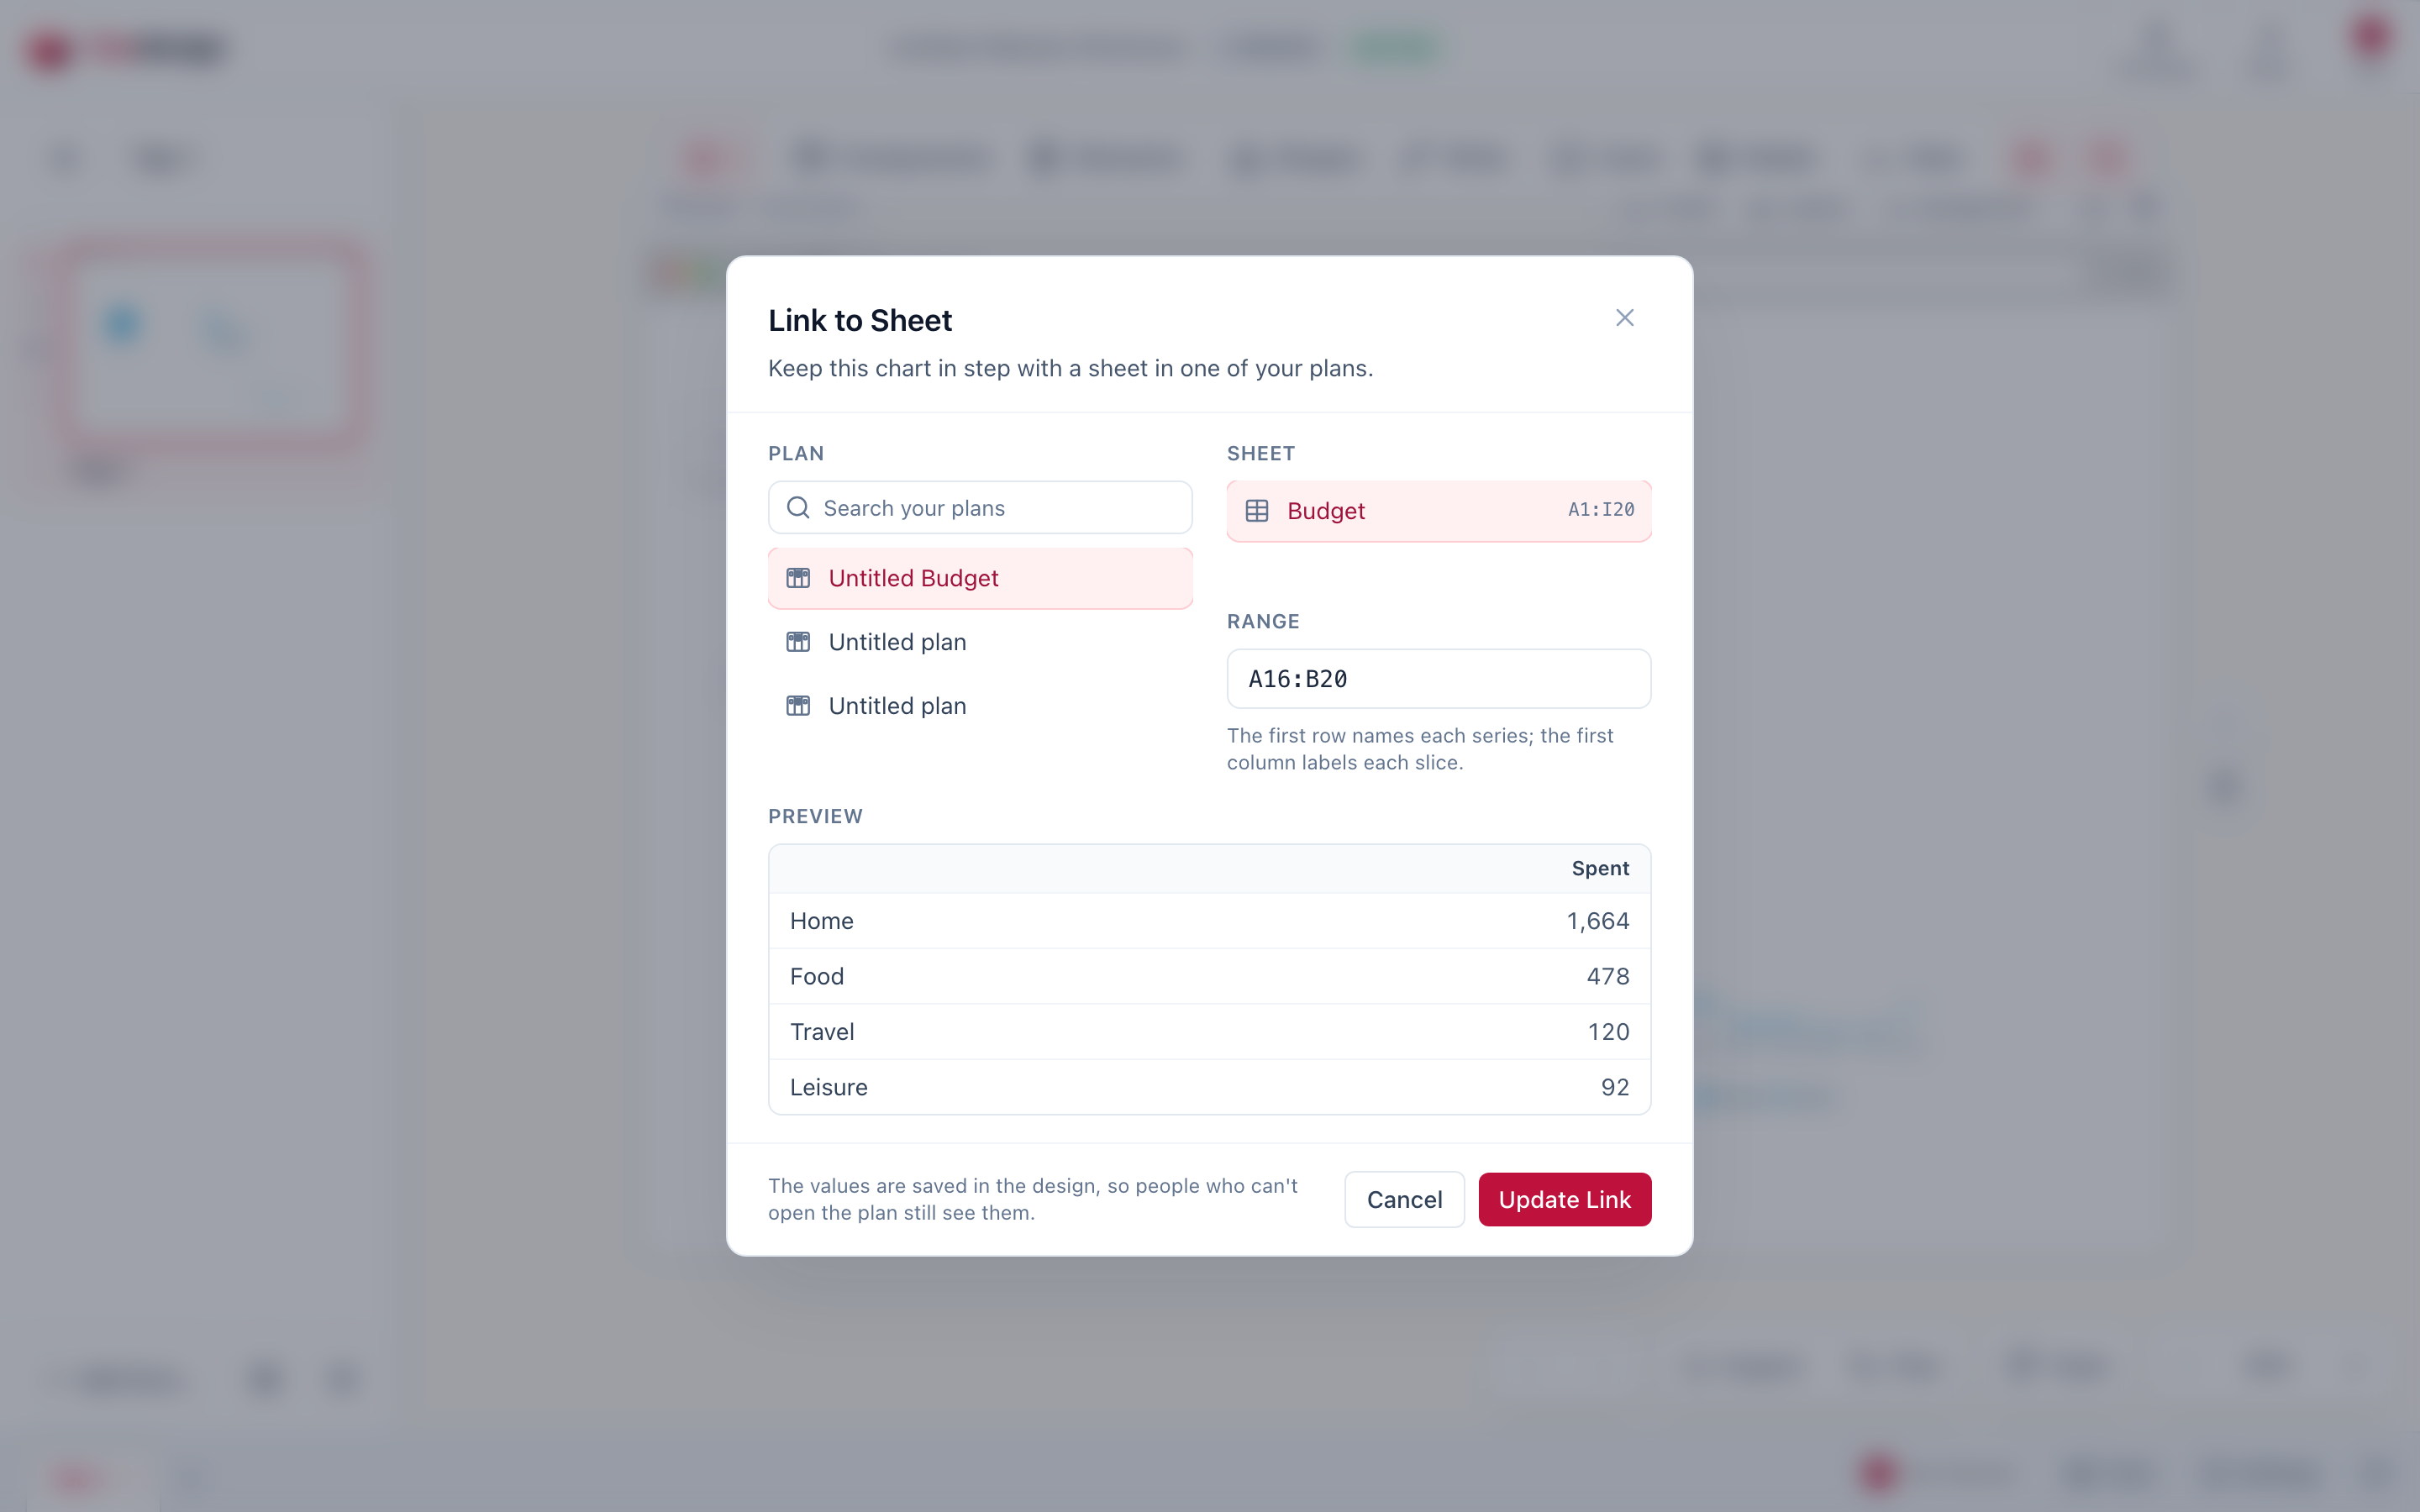 Link to Sheet
Keep this chart in step with a sheet in one of your plans.
PLAN
Search your plans
Untitled Budget
Untitled plan
Untitled plan
SHEET
Budget A1:I20
RANGE
A16:B20
The first row names each series; the first
column labels each slice.
PREVIEW
Spent
Home 1,664
Food 478
Travel 120
Leisure 92
The values are saved in the design, so people who can't
open the plan still see them.
Cancel
Update Link